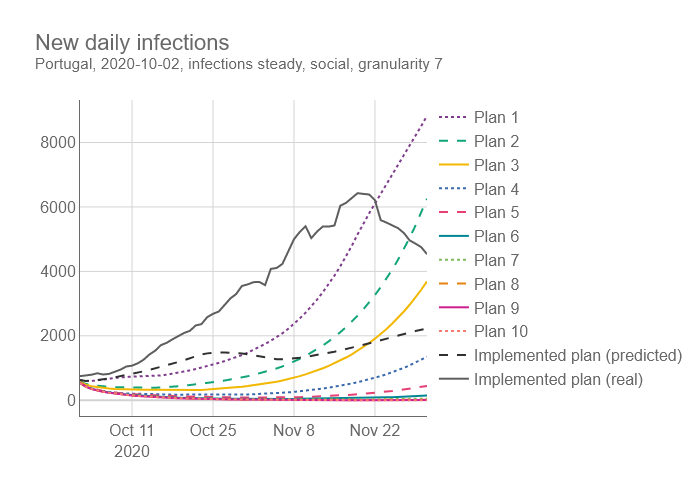 New daily infections
Portugal, 2020-10-02, infections steady, social, granularity 7
8000
6000
4000
2000
0
Oct 11
2020
Oct 25
Nov 8
Nov 22
Plan 1
Plan 2
Plan 3
Plan 4
Plan 5
Plan 6
Plan 7
Plan 8
Plan 9
Plan 10
Implemented plan (predicted)
Implemented plan (real)